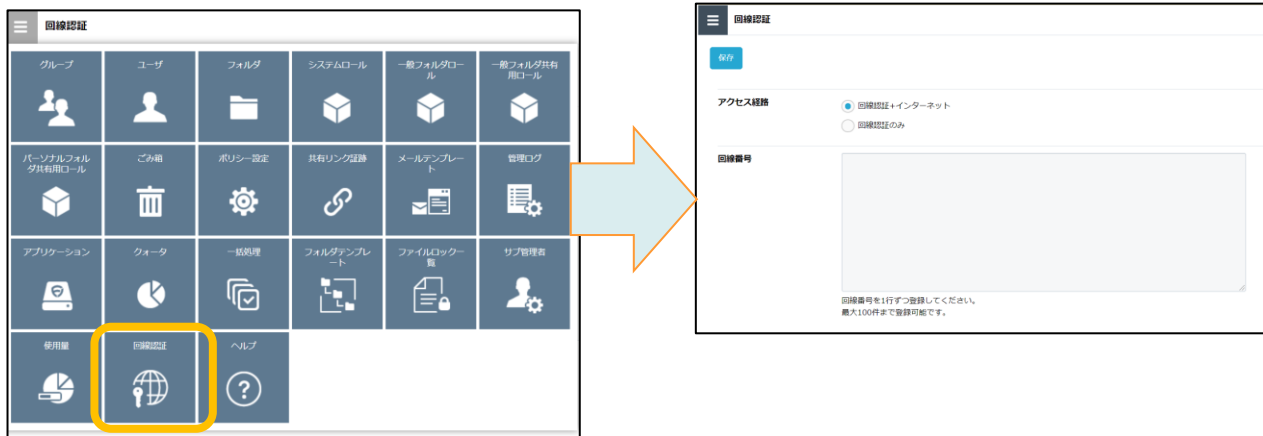 回線認証
グループ
ユーザ
フォルダ
システムロール
一般フォルダロー
ル
一般フォルダ共有
用ロール
パーソナルフォル
ダ共有用ロール
ごみ箱
ポリシー設定
共有リンク証跡
メールテンプレー
ト
管理ログ
アプリケーション
クォータ
一括処理
フォルダテンプレ
ート
ファイルロック一
覧
サブ管理者
使用量
回線認証
ヘルプ
回線認証
保存
アクセス経路
回線認証+インターネット
回線認証のみ
回線番号
回線番号を1行ずつ登録してください。
最大100件まで登録可能です。